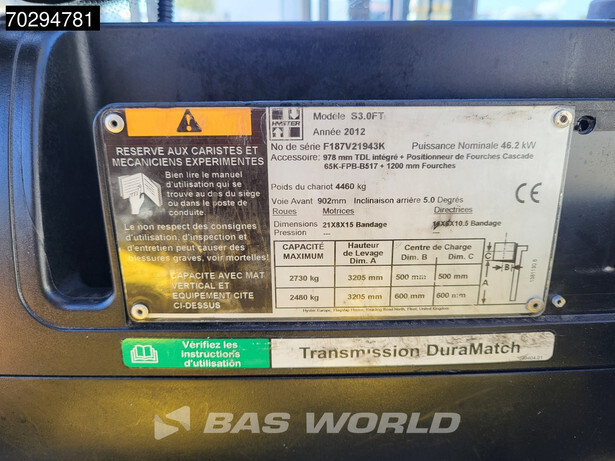 70294781
HYSTER
Modèle S3.0FT
Année 2012
No de série F187V21943K Puissance Nominale 46.2 kW
Accessoire: 978 mm TDL intégré + Positionneur de Fourches Cascade
65K-FPB-B517 + 1200 mm Fourches
Poids du chariot 4460 kg
Voie Avant 902mm Inclinaison arrière 5.0 Degrés
Roues Motrices Directrices
Dimensions 21X8X15 Bandage Bandage
Pression — —
CAPACITÉ MAXIMUM Hauteur de Levage Dim. A Centre de Charge Dim. B Dim. C
2730 kg 3205 mm 500 mm 500 mm
2480 kg 3205 mm 600 mm 600 mm
C
B
A
CE
RESERVE AUX CARISTES ET
MECANICIENS EXPERIMENTES
Bien lire le manuel
d'utilisation qui se
trouve au dos du siége
ou dans le poste de
conduite.
Le non respect des consignes
d'utilisation, d'inspection et
d'entretien peut causer des
blessures graves, voir mortelles.
CAPACITE AVEC MAT
VERTICAL ET
EQUIPEMENT CITE
CI-DESSUS
Vérifiez les
instructions
d'utilisation
Transmission DuraMatch
BAS WORLD